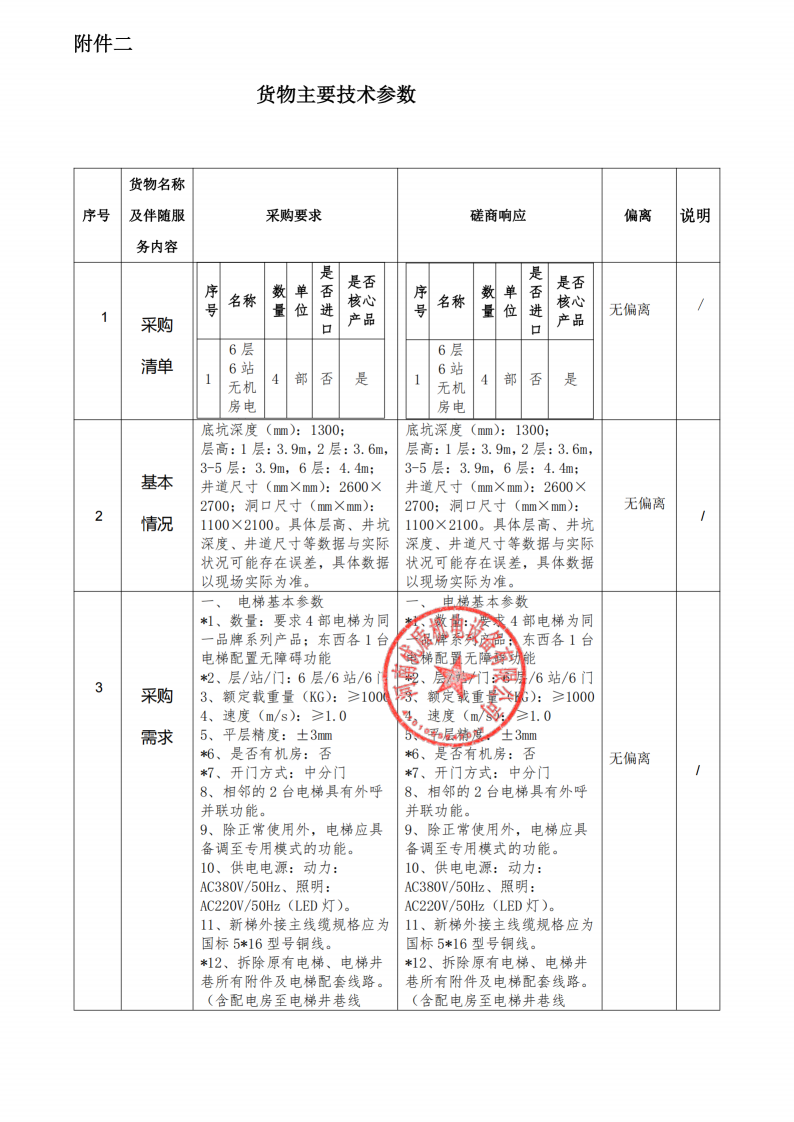 附件二
货物主要技术参数
序号
货物名称
及伴随服
务内容
采购要求
磋商响应
偏离
说明
1
采购
清单
序号
名称
数量
单位
是否进口
是否核心产品
1
6 层
6 站
无机
房电
4
部
否
是
序号
名称
数量
单位
是否进口
是否核心产品
1
6 层
6 站
无机
房电
4
部
否
是
无偏离
/
2
基本
情况
底坑深度（mm）：1300；
层高：1 层：3.9m，2 层：3.6m，
3-5 层：3.9m，6 层：4.4m；
井道尺寸（mm×mm）：2600×
2700；洞口尺寸（mm×mm）：
1100×2100。具体层高、井坑
深度、井道尺寸等数据与实际
状况可能存在误差，具体数据
以现场实际为准。
底坑深度（mm）：1300；
层高：1 层：3.9m，2 层：3.6m，
3-5 层：3.9m，6 层：4.4m；
井道尺寸（mm×mm）：2600×
2700；洞口尺寸（mm×mm）：
1100×2100。具体层高、井坑
深度、井道尺寸等数据与实际
状况可能存在误差，具体数据
以现场实际为准。
无偏离
/
3
采购
需求
一、 电梯基本参数
*1、数量：要求 4 部电梯为同
一品牌系列产品；东西各 1 台
电梯配置无障碍功能
*2、层/站/门：6 层/6 站/6 门
3、额定载重量（KG）：≥1000
4、速度（m/s）：≥1.0
5、平层精度：±3mm
*6、是否有机房：否
*7、开门方式：中分门
8、相邻的 2 台电梯具有外呼
并联功能。
9、除正常使用外，电梯应具
备调至专用模式的功能。
10、供电电源：动力：
AC380V/50Hz、照明：
AC220V/50Hz（LED 灯）。
11、新梯外接主线缆规格应为
国标 5*16 型号铜线。
*12、拆除原有电梯、电梯井
巷所有附件及电梯配套线路。
（含配电房至电梯井巷线
一、 电梯基本参数
*1、数量：要求 4 部电梯为同
一品牌系列产品；东西各 1 台
电梯配置无障碍功能
*2、层/站/门：6 层/6 站/6 门
3、额定载重量（KG）：≥1000
4、速度（m/s）：≥1.0
5、平层精度：±3mm
*6、是否有机房：否
*7、开门方式：中分门
8、相邻的 2 台电梯具有外呼
并联功能。
9、除正常使用外，电梯应具
备调至专用模式的功能。
10、供电电源：动力：
AC380V/50Hz、照明：
AC220V/50Hz（LED 灯）。
11、新梯外接主线缆规格应为
国标 5*16 型号铜线。
*12、拆除原有电梯、电梯井
巷所有附件及电梯配套线路。
（含配电房至电梯井巷线
无偏离
/